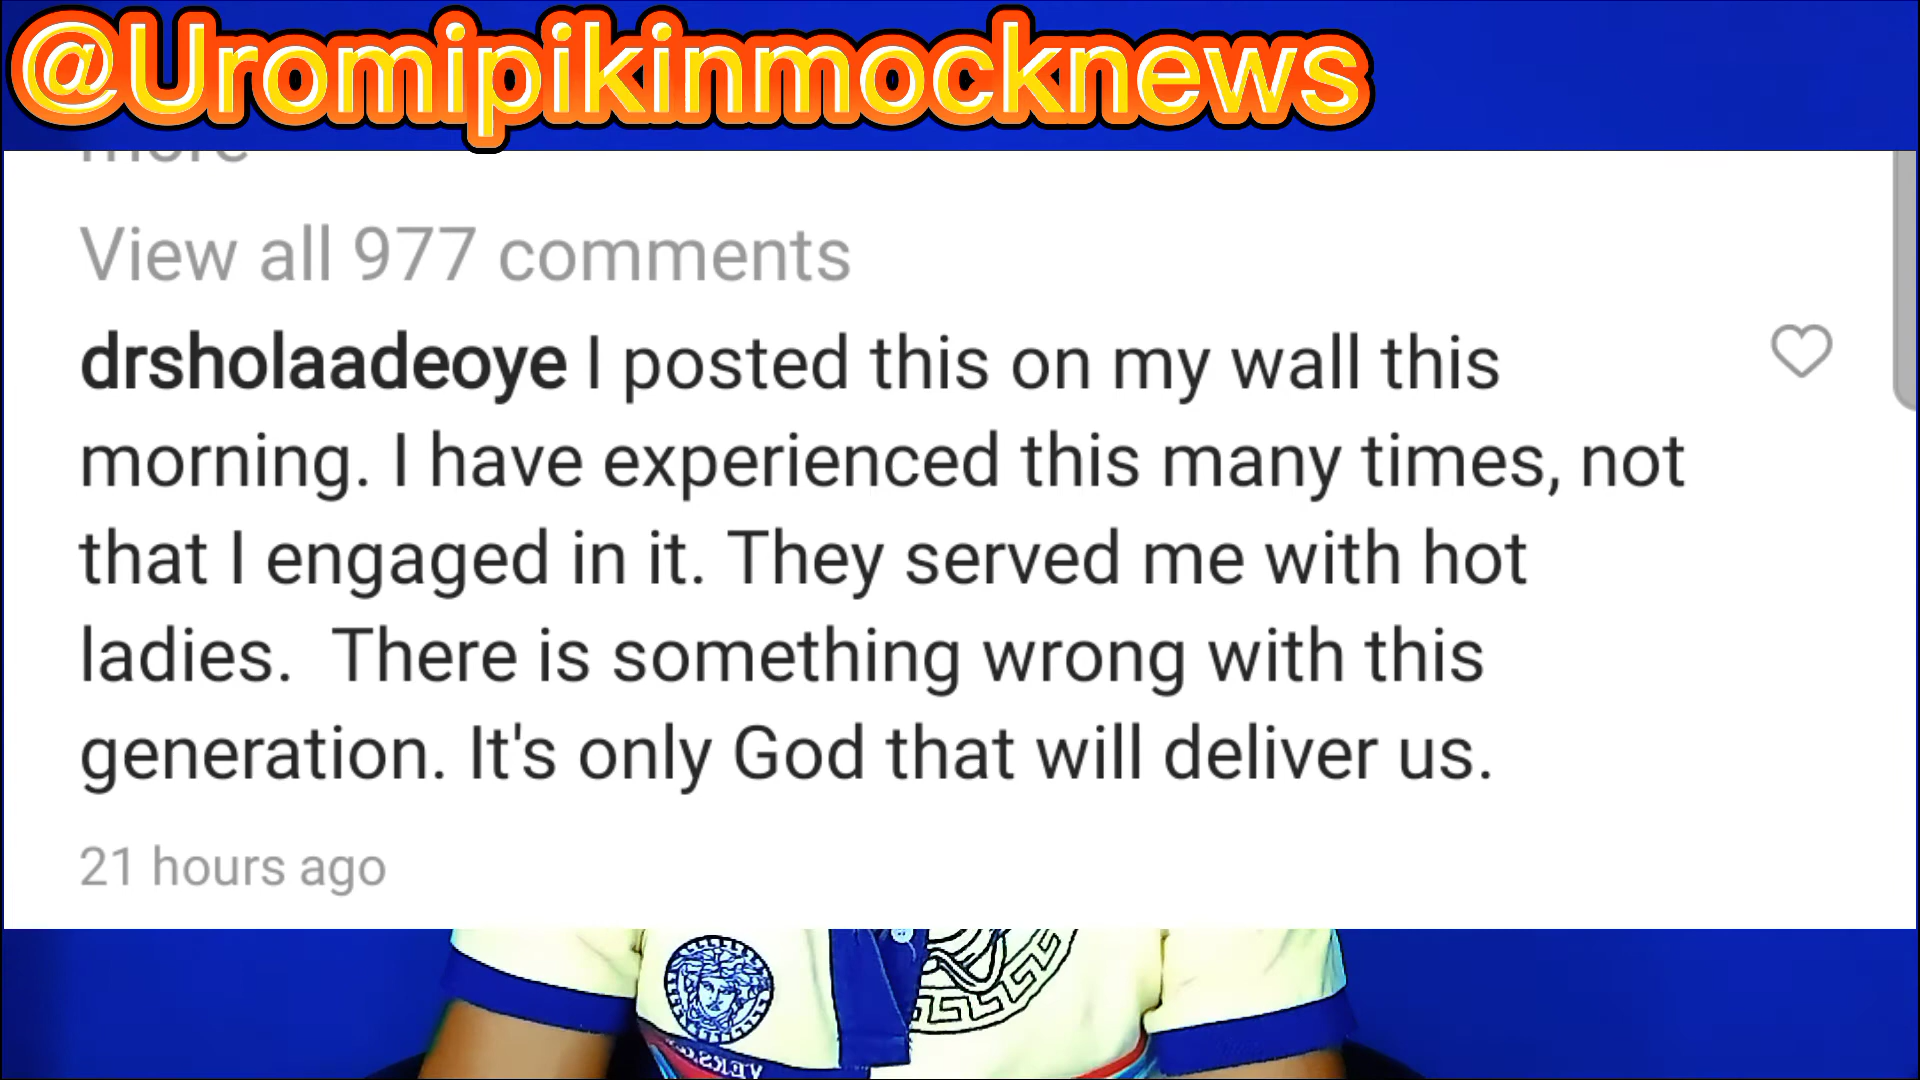 @Uromipikinmocknews
more
View all 977 comments
drsholaadeoye I posted this on my wall this
morning. I have experienced this many times, not
that I engaged in it. They served me with hot
ladies.  There is something wrong with this
generation. It's only God that will deliver us.
21 hours ago